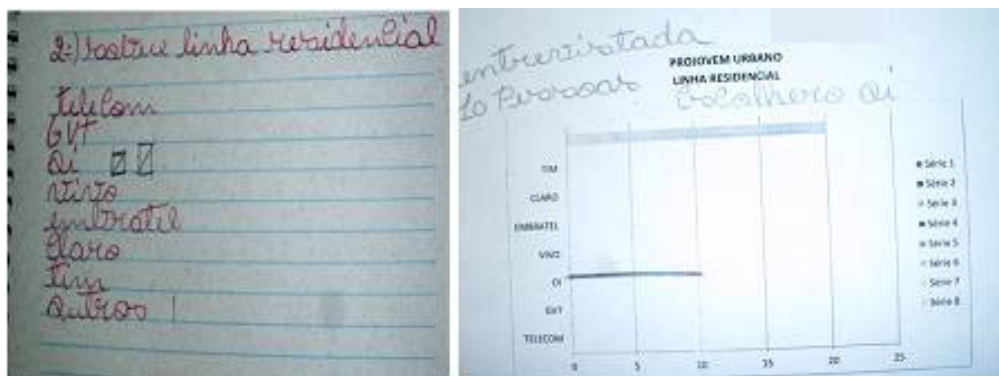 2-) sobre linha residencial
telecom
GVT
Oi
vivo
embratel
Claro
Tim
Outros
entrevistada
PROJOVEM URBANO
LINHA RESIDENCIAL
10 Pessoas escolhero Oi
TIM
CLARO
EMBRATEL
VIVO
OI
GVT
TELECOM
0 5 10 15 20 25
Série 1
Série 2
Série 3
Série 4
Série 5
Série 6
Série 7
Série 8